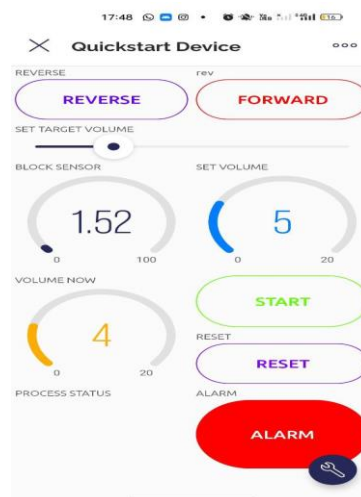 17:48
Quickstart Device
REVERSE rev
REVERSE FORWARD
SET TARGET VOLUME
BLOCK SENSOR SET VOLUME
1.52 5
0 100 0 20
VOLUME NOW
4 START
0 20
RESET
RESET
PROCESS STATUS ALARM
ALARM